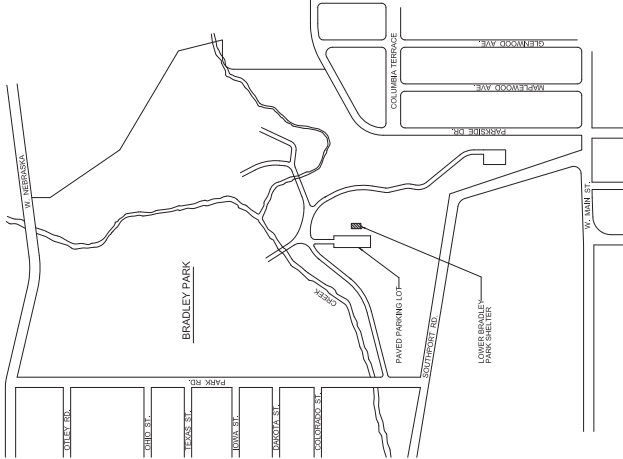 W. NEBRASKA
BRADLEY PARK
CREEK
PARK RD.
OTLEY RD.
OHIO ST.
TEXAS ST.
IOWA ST.
DAKOTA ST.
COLORADO ST.
PAVED PARKING LOT
SOUTHPORT RD.
LOWER BRADLEY
PARK SHELTER
COLUMBIA TERRACE
PARKSIDE DR.
MAPLEWOOD AVE.
GLENWOOD AVE.
W. MAIN ST.